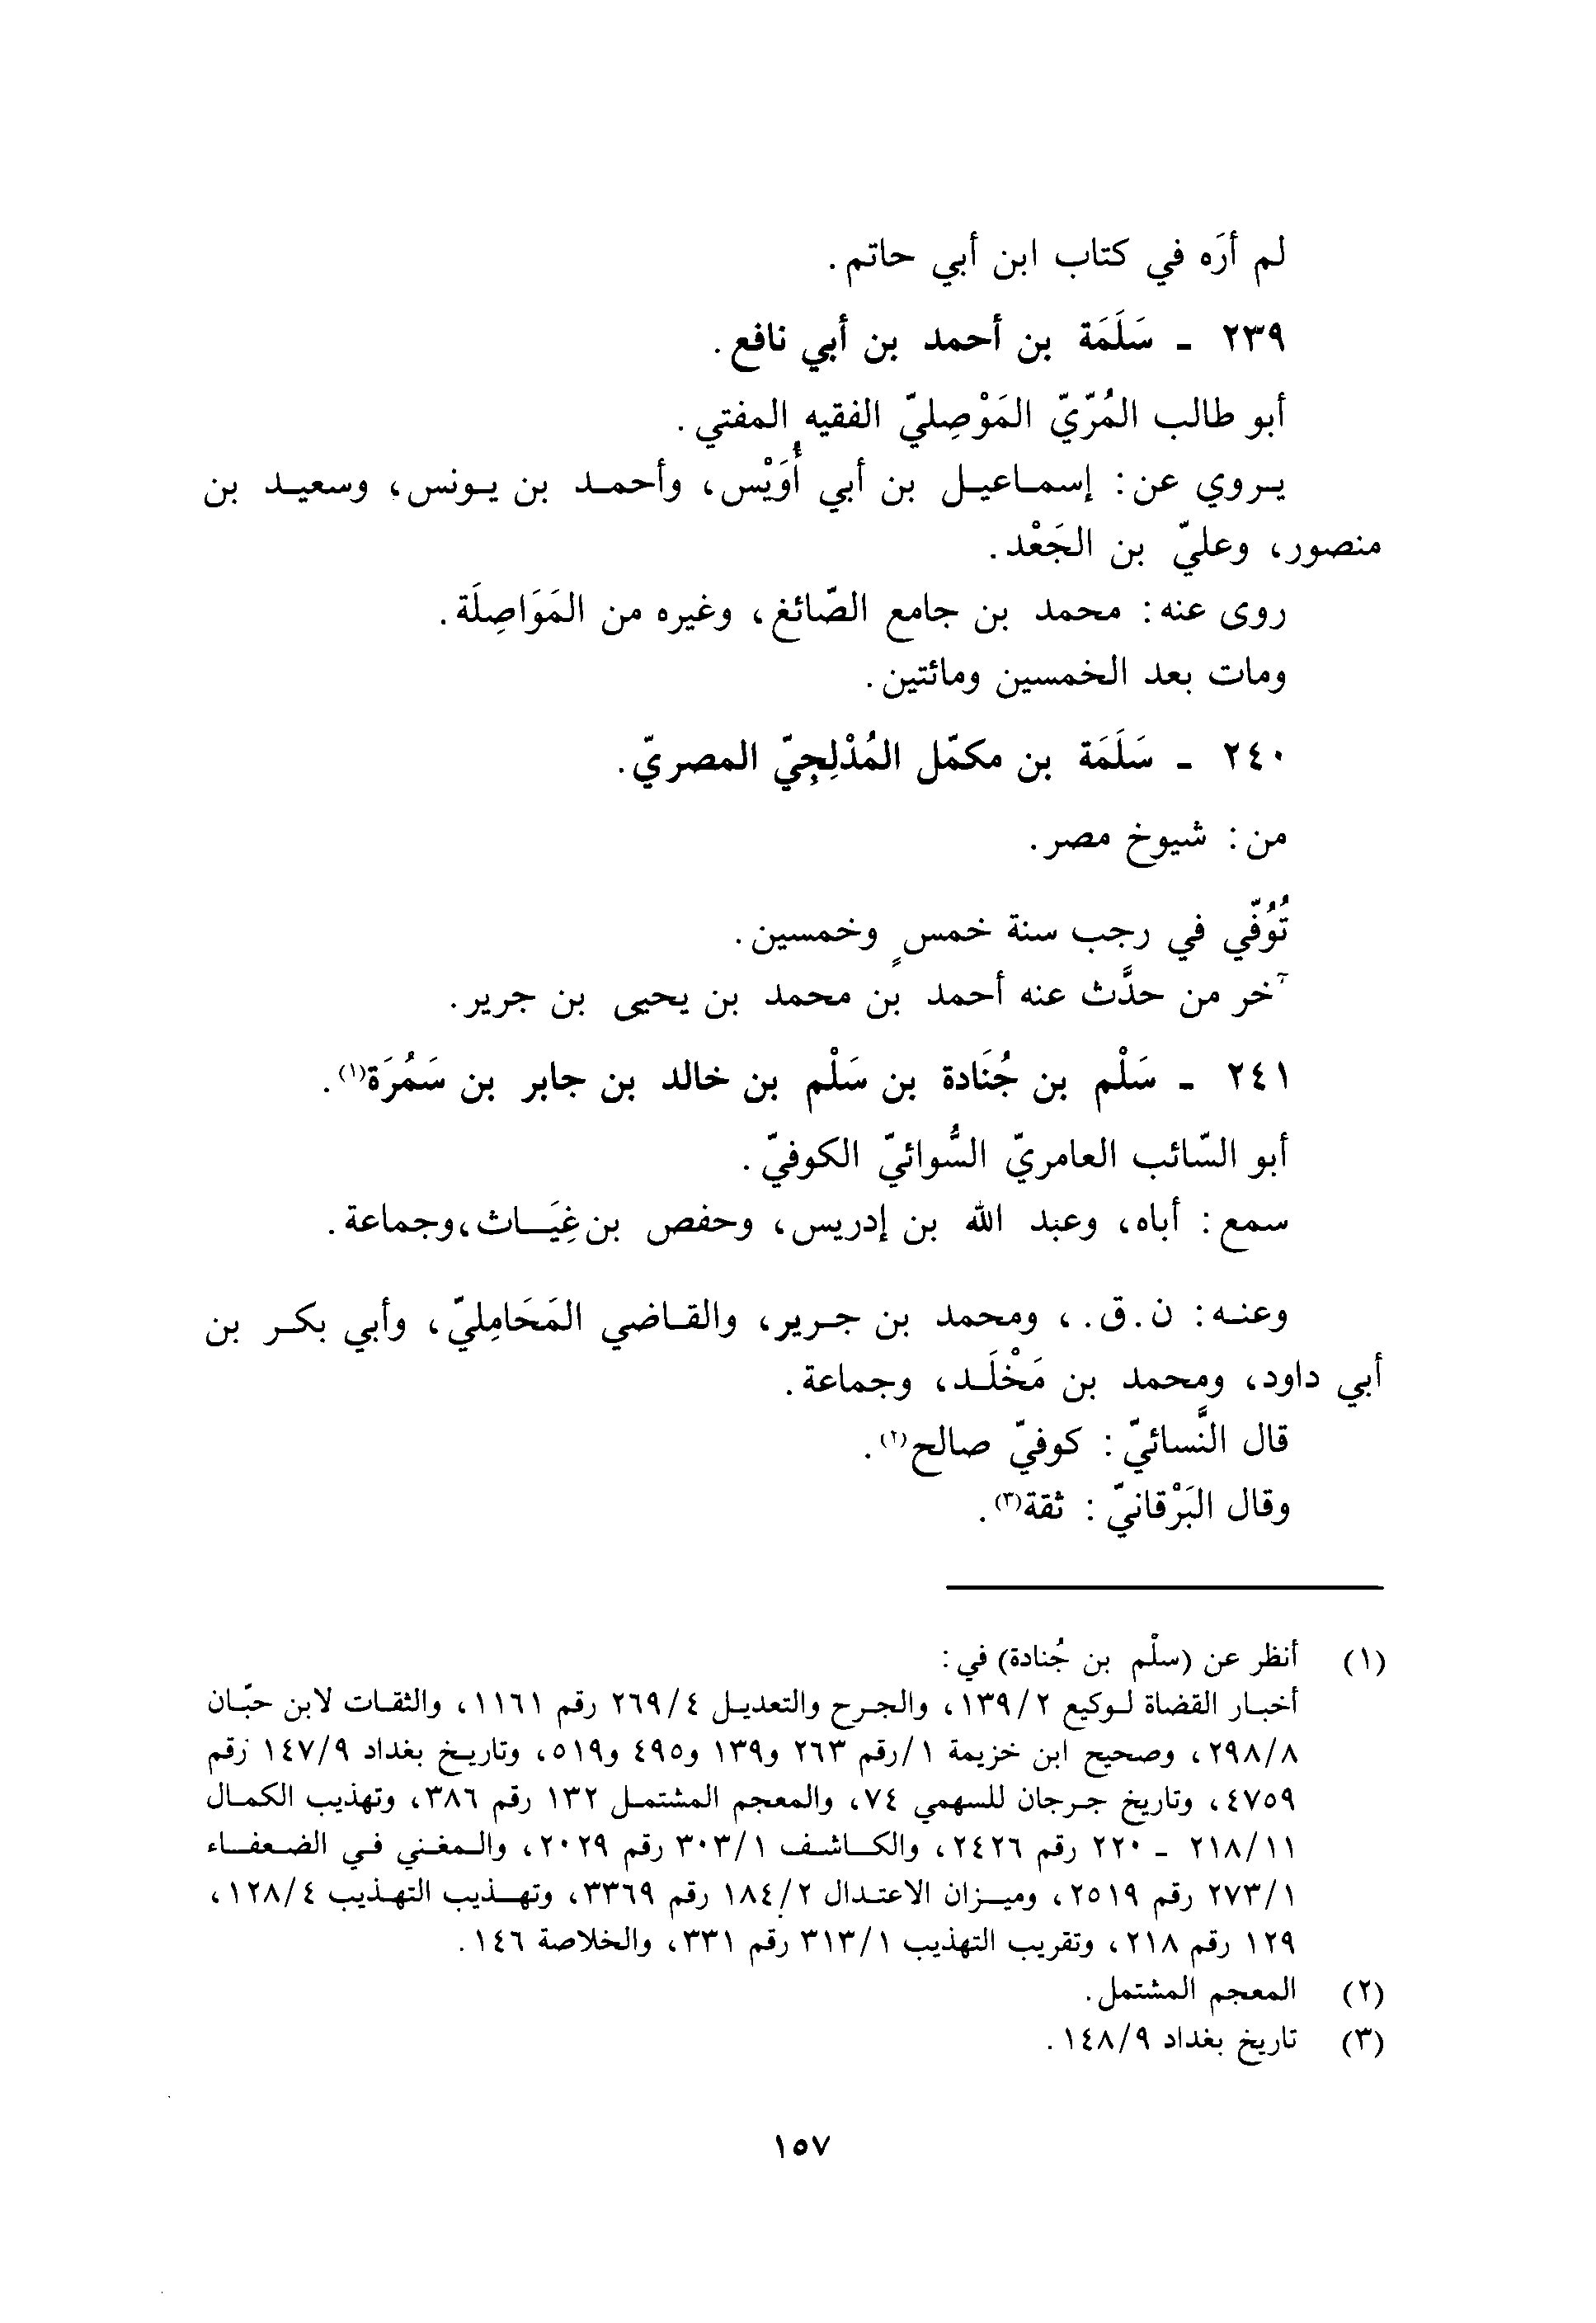 لم أرَه في كتاب ابن أبي حاتم.
٢٣٩ - سَلَمَة بن أحمد بن أبي نافع.
أبو طالب المُرّيّ المَوْصِليّ الفقيه المفتي.
يروي عن: إسماعيل بن أبي أُوَيْس، وأحمد بن يونس، وسعيد بن
منصور، وعليّ بن الجَعْد.
روى عنه: محمد بن جامع الصّائغ، وغيره من المَوَاصِلَة.
ومات بعد الخمسين ومائتين.
٢٤٠ - سَلَمَة بن مكمّل المُدْلِجيّ المصريّ.
من: شيوخ مصر.
تُوُفّي في رجب سنة خمسٍ وخمسين.
آخر من حدَّث عنه أحمد بن محمد بن يحيى بن جرير.
٢٤١ - سَلْم بن جُنَادة بن سَلْم بن خالد بن جابر بن سَمُرَة(١).
أبو السّائب العامريّ السُّوائيّ الكوفيّ.
سمع: أباه، وعبد الله بن إدريس، وحفص بن غِيَاث، وجماعة.
وعنه: ن. ق.، ومحمد بن جرير، والقاضي المَحَامِليّ، وأبي بكر بن
أبي داود، ومحمد بن مَخْلَد، وجماعة.
قال النَّسائيّ: كوفيّ صالح(٢).
وقال البَرْقانيّ: ثقة(٣).
(١) أنظر عن (سلْم بن جُنادة) في:
أخبار القضاة لوكيع ١٣٩/٢، والجرح والتعديل ٢٦٩/٤ رقم ١١٦١، والثقات لابن حبّان
٢٩٨/٨، وصحيح ابن خزيمة ١/رقم ٢٦٣ و١٣٩ و٤٩٥ و٥١٩، وتاريخ بغداد ١٤٧/٩ رقم
٤٧٥٩، وتاريخ جرجان للسهمي ٧٤، والمعجم المشتمل ١٣٢ رقم ٣٨٦، وتهذيب الكمال
٢١٨/١١ - ٢٢٠ رقم ٢٤٢٦، والكاشف ٣٠٣/١ رقم ٢٠٢٩، والمغني في الضعفاء
٢٧٣/١ رقم ٢٥١٩، وميزان الاعتدال ١٨٤/٢ رقم ٣٣٦٩، وتهذيب التهذيب ١٢٨/٤،
١٢٩ رقم ٢١٨، وتقريب التهذيب ٣١٣/١ رقم ٣٣١، والخلاصة ١٤٦.
(٢) المعجم المشتمل.
(٣) تاريخ بغداد ١٤٨/٩.
١٥٧